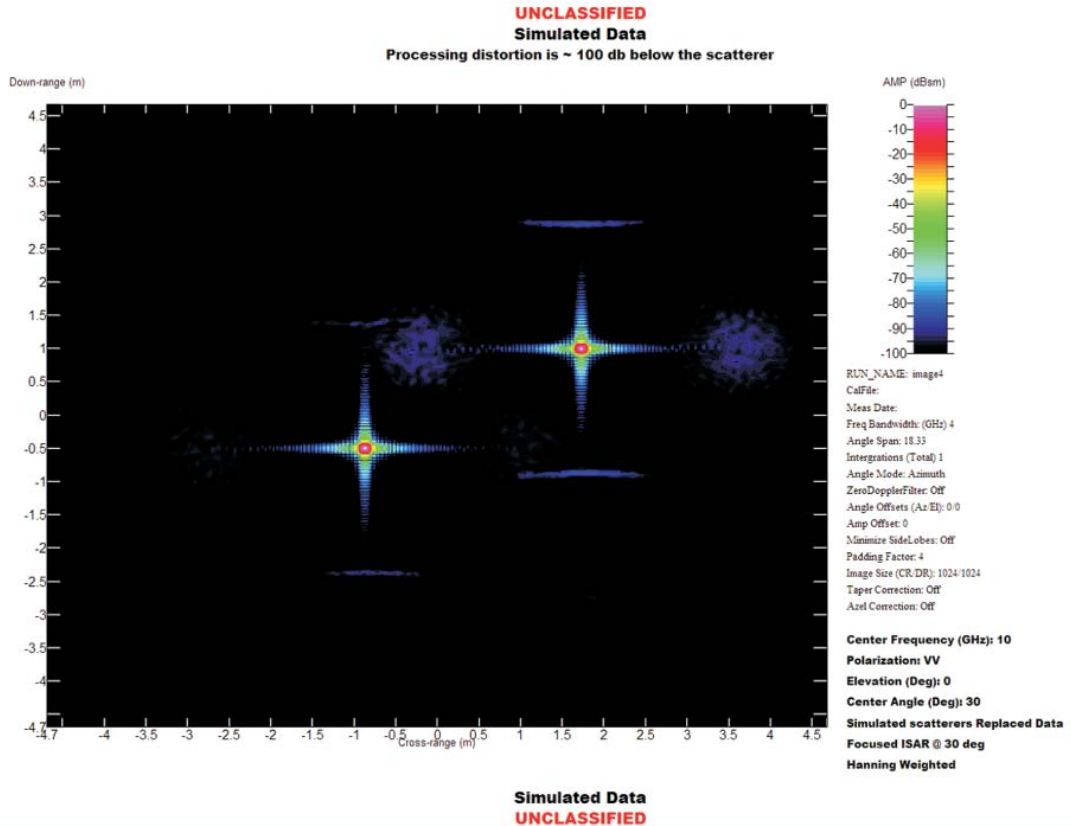 UNCLASSIFIED
Simulated Data
Processing distortion is ~ 100 db below the scatterer
Down-range (m)
AMP (dBsm)
4.5
4
3.5
3
2.5
2
1.5
1
0.5
0
-0.5
-1
-1.5
-2
-2.5
-3
-3.5
-4
-4.7
-4.7 -4 -3.5 -3 -2.5 -2 -1.5 -1 -0.5 0 0.5 1 1.5 2 2.5 3 3.5 4 4.5
Cross-range (m)
0
-10
-20
-30
-40
-50
-60
-70
-80
-90
-100
RUN_NAME: image4
CalFile:
Meas Date:
Freq Bandwidth: (GHz) 4
Angle Span: 18.33
Intergrations (Total) 1
Angle Mode: Azimuth
ZeroDopplerFilter: Off
Angle Offsets (Az/El): 0/0
Amp Offset: 0
Minimize SideLobes: Off
Padding Factor: 4
Image Size (CR/DR): 1024/1024
Taper Correction: Off
Azel Correction: Off
Center Frequency (GHz): 10
Polarization: VV
Elevation (Deg): 0
Center Angle (Deg): 30
Simulated scatterers Replaced Data
Focused ISAR @ 30 deg
Hanning Weighted
Simulated Data
UNCLASSIFIED